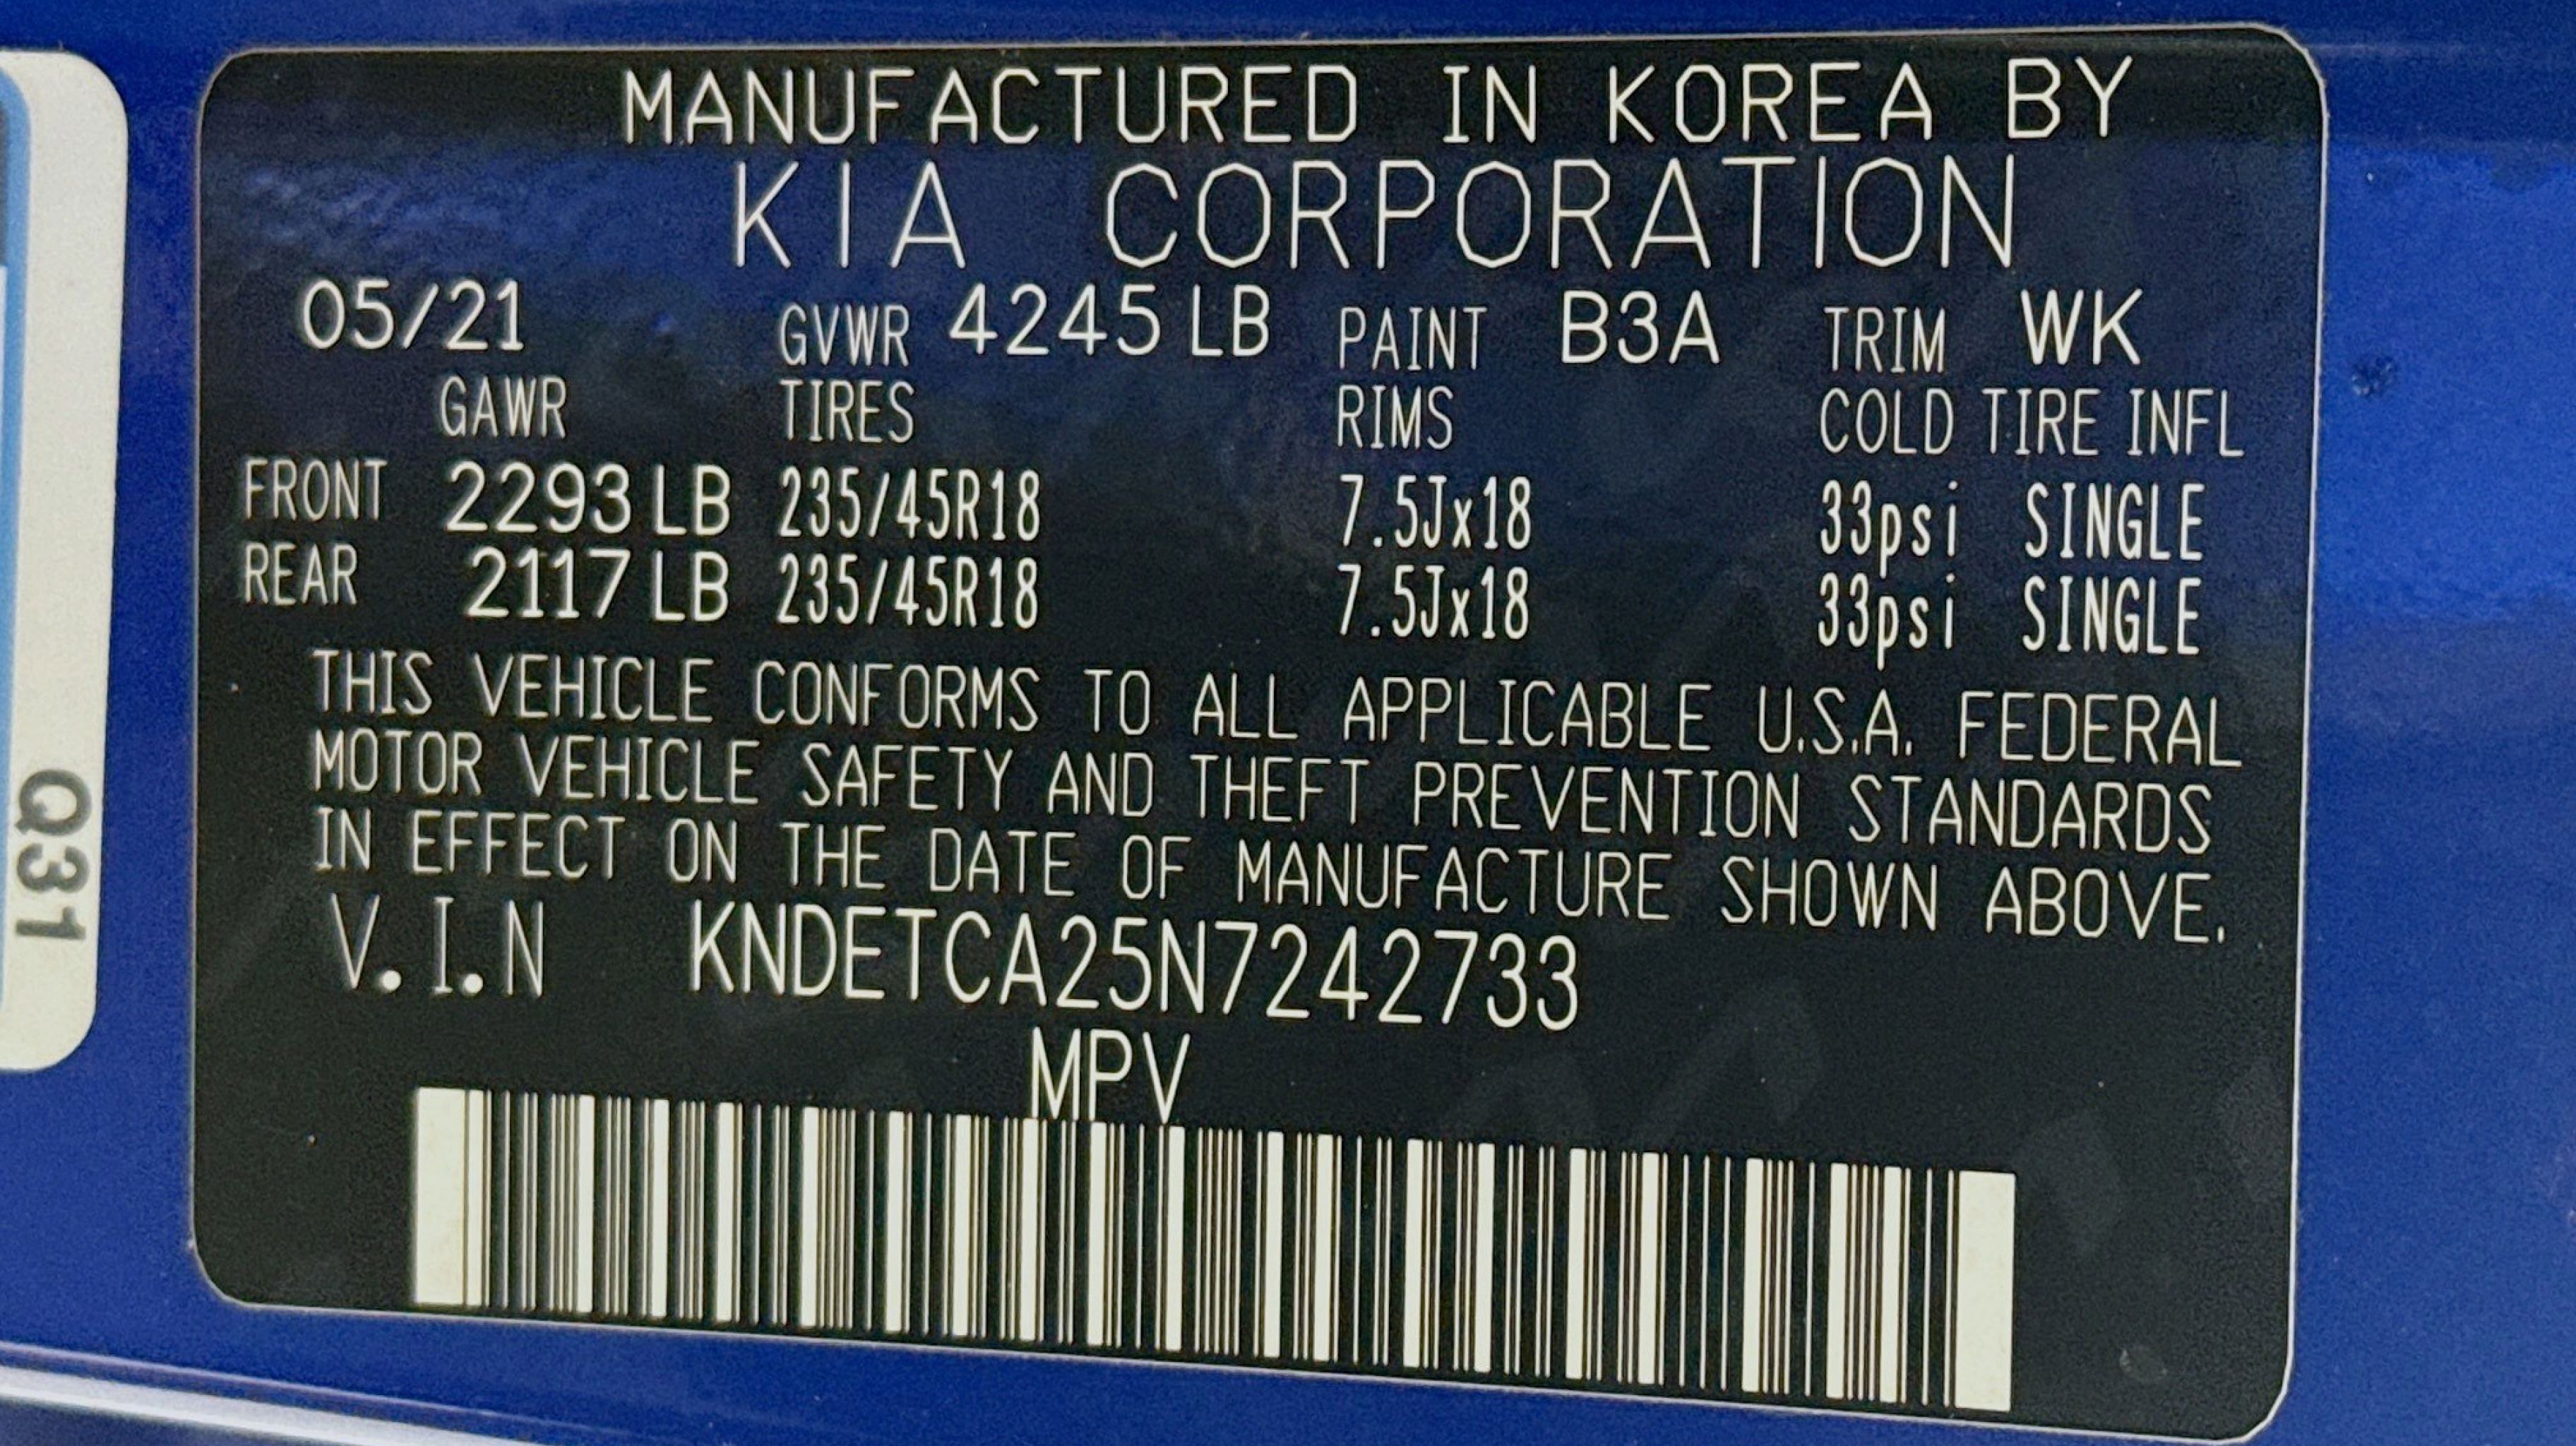 MANUFACTURED IN KOREA BY
KIA CORPORATION
05/21 GVWR 4245 LB PAINT B3A TRIM WK
GAWR TIRES RIMS COLD TIRE INFL
FRONT 2293 LB 235/45R18 7.5Jx18 33psi SINGLE
REAR 2117 LB 235/45R18 7.5Jx18 33psi SINGLE
THIS VEHICLE CONFORMS TO ALL APPLICABLE U.S.A. FEDERAL
MOTOR VEHICLE SAFETY AND THEFT PREVENTION STANDARDS
IN EFFECT ON THE DATE OF MANUFACTURE SHOWN ABOVE.
V.I.N KNDETCA25N7242733
MPV
Q31